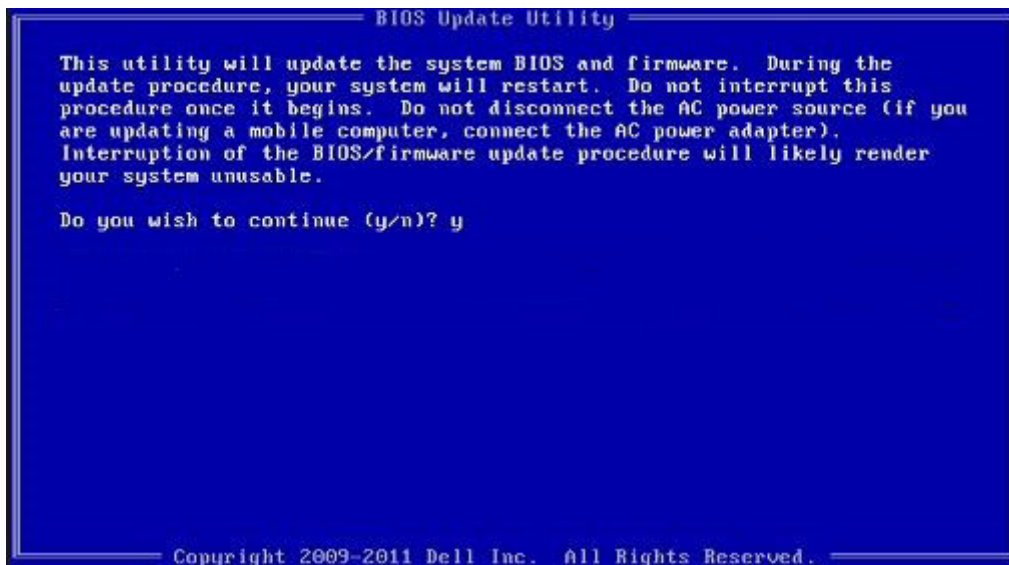 BIOS Update Utility
This utility will update the system BIOS and firmware. During the
update procedure, your system will restart. Do not interrupt this
procedure once it begins. Do not disconnect the AC power source (if you
are updating a mobile computer, connect the AC power adapter).
Interruption of the BIOS/firmware update procedure will likely render
your system unusable.
Do you wish to continue (y/n)? y
Copyright 2009-2011 Dell Inc. All Rights Reserved.